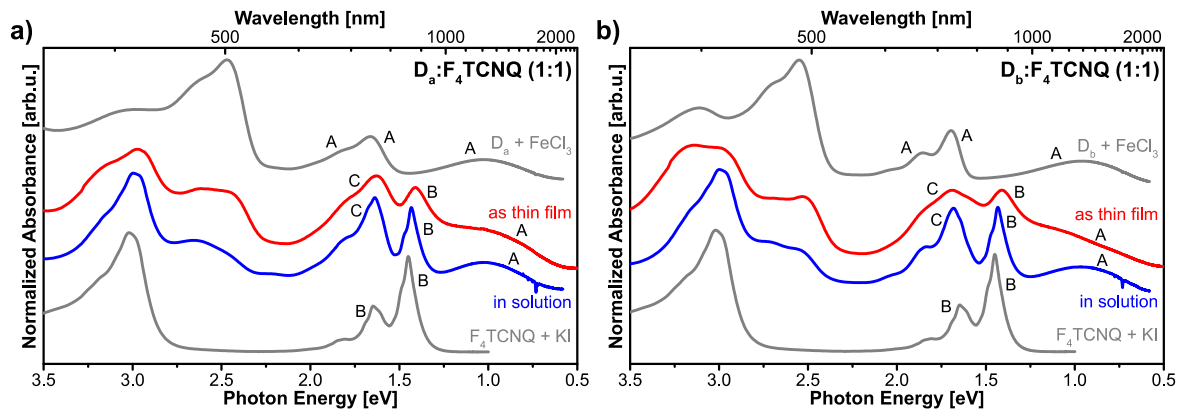 a)
Wavelength [nm]
500 1000 2000
Normalized Absorbance [arb.u.]
Dₐ:F₄TCNQ (1:1)
A A A
Dₐ + FeCl₃
C B
as thin film
A
C B
A
in solution
B B
F₄TCNQ + KI
3.5 3.0 2.5 2.0 1.5 1.0 0.5
Photon Energy [eV]
b)
Wavelength [nm]
500 1000 2000
Normalized Absorbance [arb.u.]
D_b:F₄TCNQ (1:1)
A A A
D_b + FeCl₃
C B
as thin film
A
C B
A
in solution
B B
F₄TCNQ + KI
3.5 3.0 2.5 2.0 1.5 1.0 0.5
Photon Energy [eV]